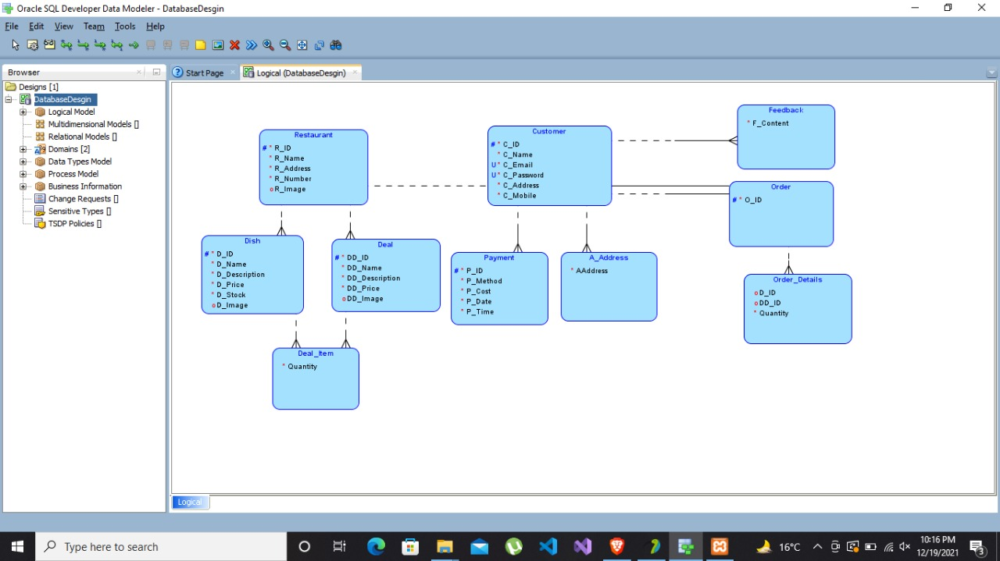 Oracle SQL Developer Data Modeler - DatabaseDesgin
File Edit View Team Tools Help
Browser
Start Page
Logical (DatabaseDesgin)
Designs [1]
DatabaseDesgin
Logical Model
Multidimensional Models []
Relational Models []
Domains [2]
Data Types Model
Process Model
Business Information
Change Requests []
Sensitive Types []
TSDP Policies []
Restaurant
# * R_ID
* R_Name
* R_Address
* R_Number
o R_Image
Customer
# * C_ID
* C_Name
U * C_Email
U * C_Password
* C_Address
* C_Mobile
Feedback
* F_Content
Order
# * O_ID
Dish
# * D_ID
* D_Name
* D_Description
* D_Price
* D_Stock
o D_Image
Deal
# * DD_ID
* DD_Name
* DD_Description
* DD_Price
o DD_Image
Payment
# * P_ID
* P_Method
* P_Cost
* P_Date
* P_Time
A_Address
* AAddress
Order_Details
o D_ID
o DD_ID
* Quantity
Deal_Item
* Quantity
Logical
Type here to search
16°C
10:16 PM
12/19/2021
3